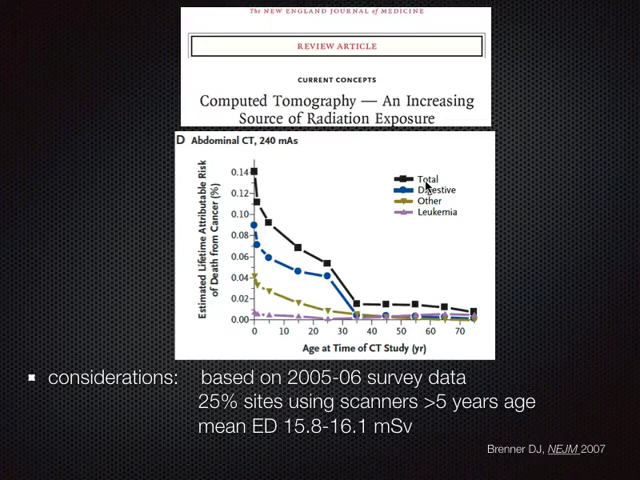 The NEW ENGLAND JOURNAL of MEDICINE
REVIEW ARTICLE
CURRENT CONCEPTS
Computed Tomography — An Increasing
Source of Radiation Exposure
D Abdominal CT, 240 mAs
Estimated Lifetime Attributable Risk
of Death from Cancer (%)
0.14
0.12
0.10
0.08
0.06
0.04
0.02
0.00
Total
Digestive
Other
Leukemia
0 10 20 30 40 50 60 70
Age at Time of CT Study (yr)
considerations: based on 2005-06 survey data
25% sites using scanners >5 years age
mean ED 15.8-16.1 mSv
Brenner DJ, NEJM 2007